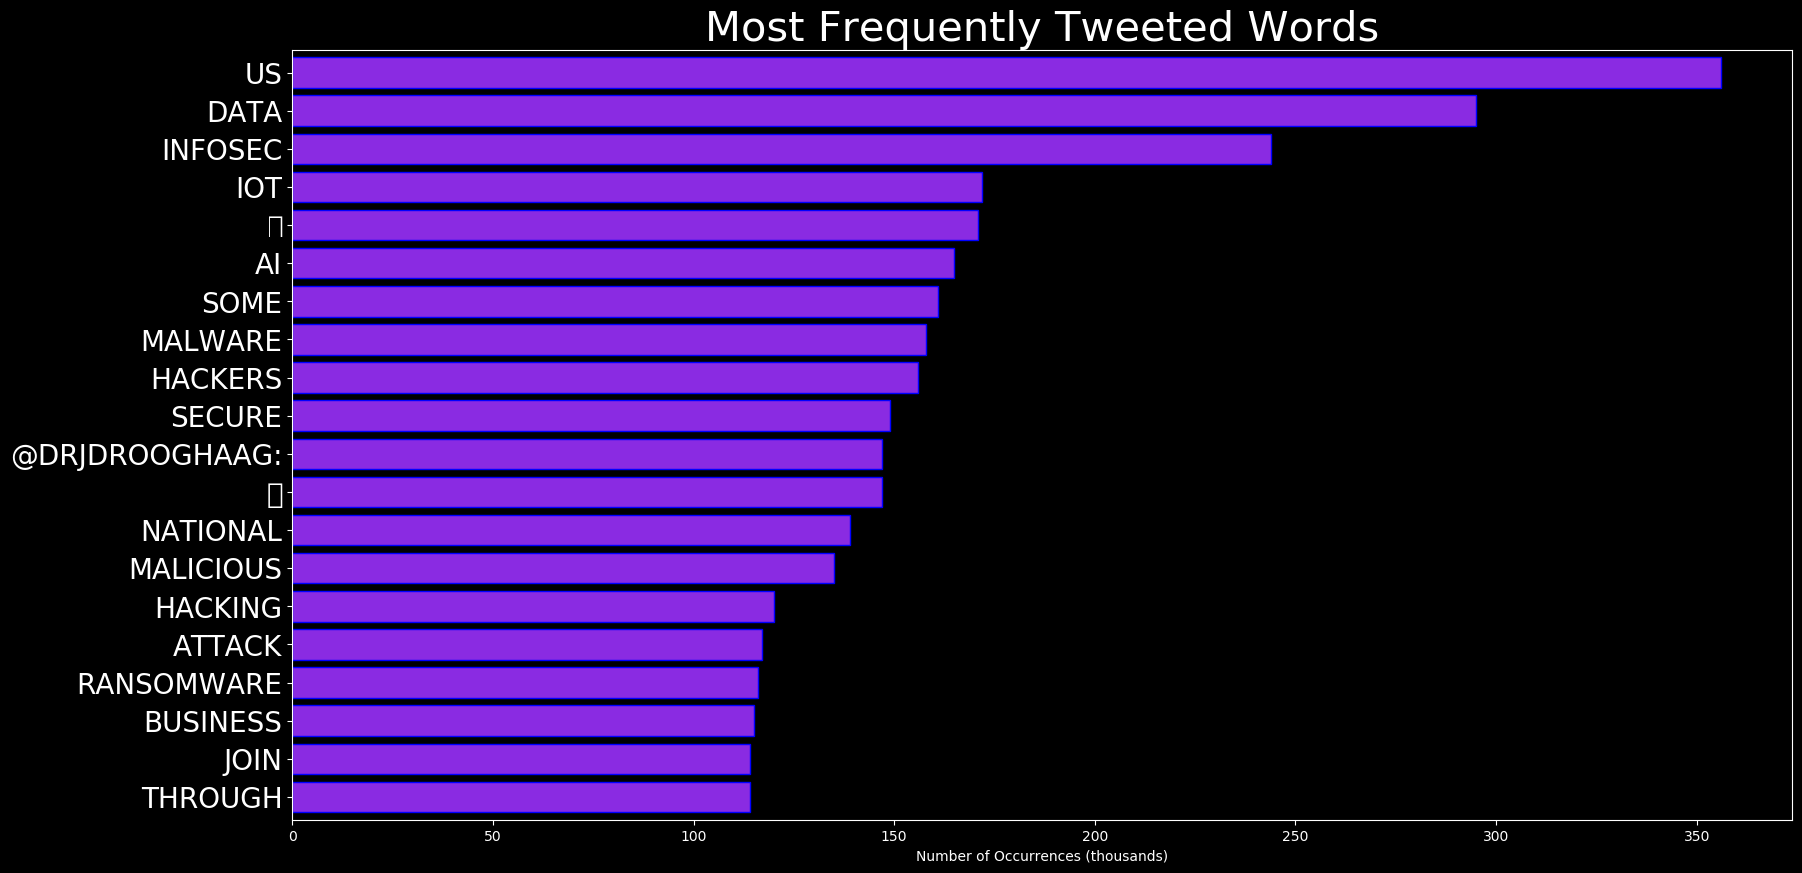 Most Frequently Tweeted Words
US
DATA
INFOSEC
IOT
AI
SOME
MALWARE
HACKERS
SECURE
@DRJDROOGHAAG:
NATIONAL
MALICIOUS
HACKING
ATTACK
RANSOMWARE
BUSINESS
JOIN
THROUGH
0 50 100 150 200 250 300 350
Number of Occurrences (thousands)